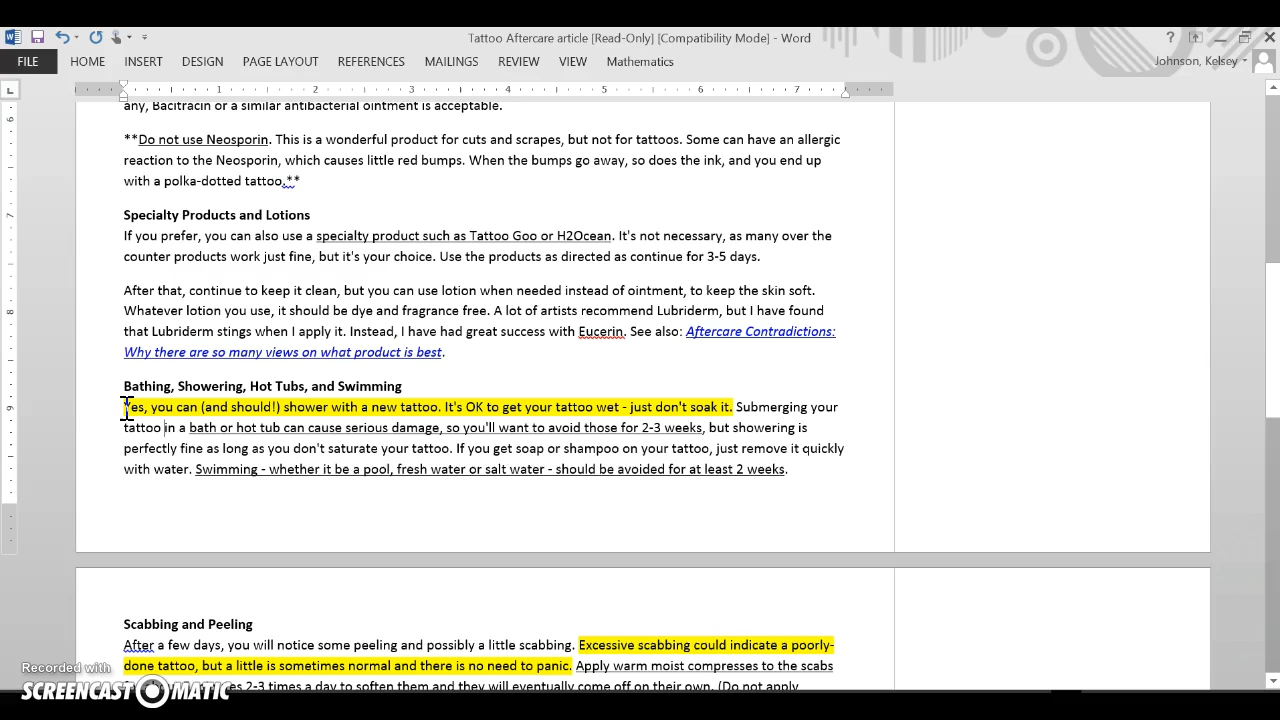 Tattoo Aftercare article [Read-Only] [Compatibility Mode] - Word
FILE HOME INSERT DESIGN PAGE LAYOUT REFERENCES MAILINGS REVIEW VIEW Mathematics Johnson, Kelsey
1 2 3 4 5 6 7
any, Bacitracin or a similar antibacterial ointment is acceptable.
**Do not use Neosporin. This is a wonderful product for cuts and scrapes, but not for tattoos. Some can have an allergic
reaction to the Neosporin, which causes little red bumps. When the bumps go away, so does the ink, and you end up
with a polka-dotted tattoo.**
Specialty Products and Lotions
If you prefer, you can also use a specialty product such as Tattoo Goo or H2Ocean. It's not necessary, as many over the
counter products work just fine, but it's your choice. Use the products as directed as continue for 3-5 days.
After that, continue to keep it clean, but you can use lotion when needed instead of ointment, to keep the skin soft.
Whatever lotion you use, it should be dye and fragrance free. A lot of artists recommend Lubriderm, but I have found
that Lubriderm stings when I apply it. Instead, I have had great success with Eucerin. See also: Aftercare Contradictions:
Why there are so many views on what product is best.
Bathing, Showering, Hot Tubs, and Swimming
Yes, you can (and should!) shower with a new tattoo. It's OK to get your tattoo wet - just don't soak it. Submerging your
tattoo in a bath or hot tub can cause serious damage, so you'll want to avoid those for 2-3 weeks, but showering is
perfectly fine as long as you don't saturate your tattoo. If you get soap or shampoo on your tattoo, just remove it quickly
with water. Swimming - whether it be a pool, fresh water or salt water - should be avoided for at least 2 weeks.
Scabbing and Peeling
After a few days, you will notice some peeling and possibly a little scabbing. Excessive scabbing could indicate a poorly-
done tattoo, but a little is sometimes normal and there is no need to panic. Apply warm moist compresses to the scabs
2-3 times a day to soften them and they will eventually come off on their own. (Do not apply
Recorded with
SCREENCAST-O-MATIC